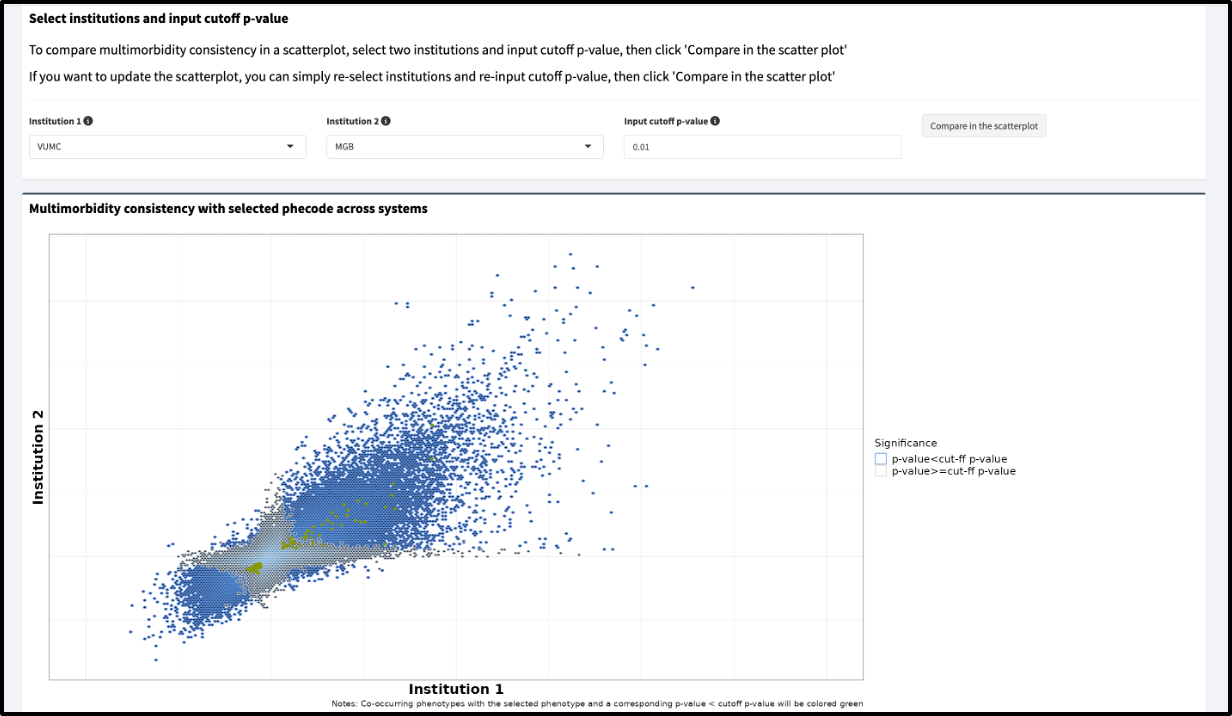 Select institutions and input cutoff p-value
To compare multimorbidity consistency in a scatterplot, select two institutions and input cutoff p-value, then click 'Compare in the scatter plot'
If you want to update the scatterplot, you can simply re-select institutions and re-input cutoff p-value, then click 'Compare in the scatter plot'
Institution 1 Institution 2 Input cutoff p-value
VUMC MGB 0.01 Compare in the scatterplot
Multimorbidity consistency with selected phecode across systems
Institution 2
Significance
p-value<cut-ff p-value
p-value>=cut-ff p-value
Institution 1
Notes: Co-occurring phenotypes with the selected phenotype and a corresponding p-value < cutoff p-value will be colored green